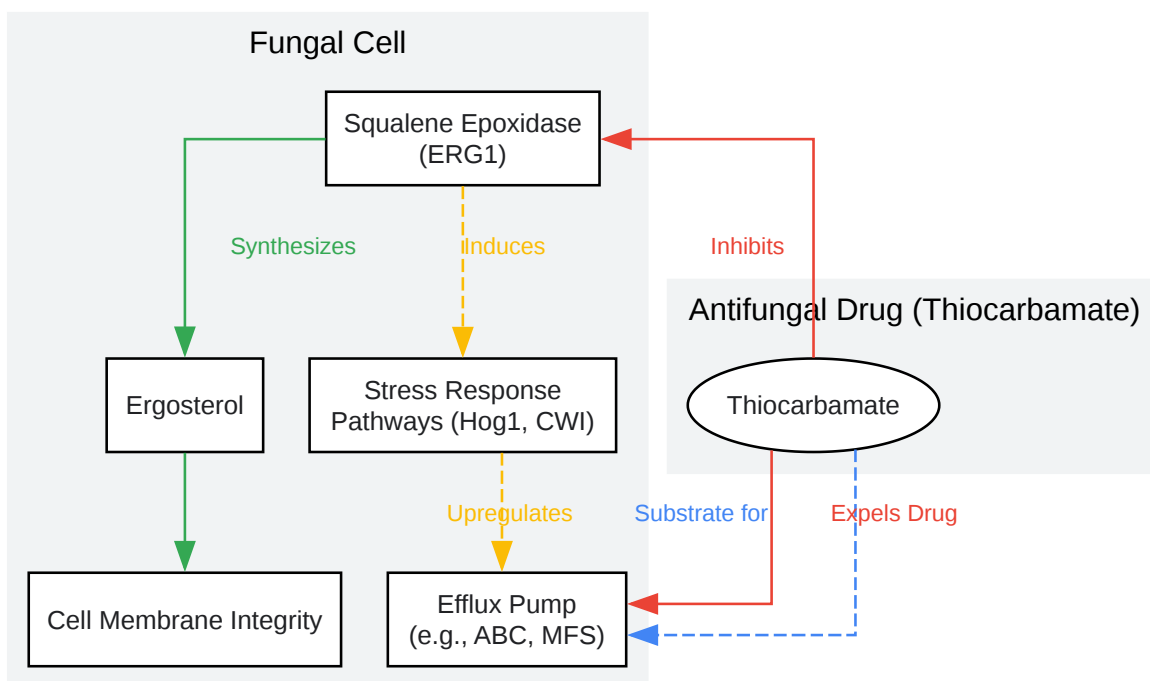 Fungal Cell
Squalene Epoxidase
(ERG1)
Synthesizes
Induces
Inhibits
Antifungal Drug (Thiocarbamate)
Ergosterol
Stress Response
Pathways (Hog1, CWI)
Thiocarbamate
Upregulates
Substrate for
Expels Drug
Cell Membrane Integrity
Efflux Pump
(e.g., ABC, MFS)